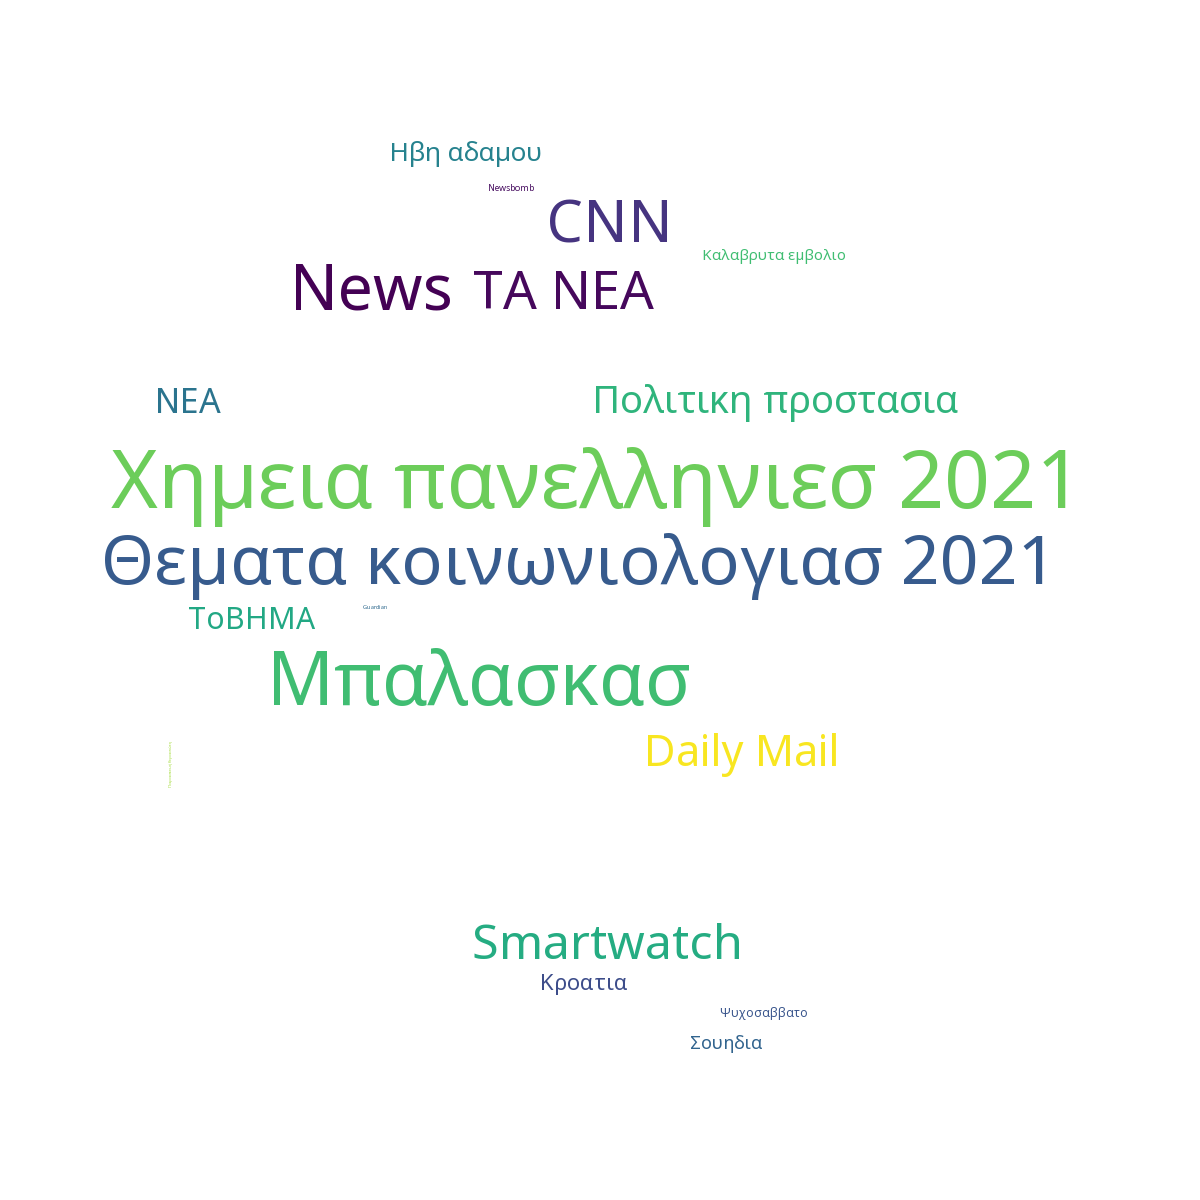 Ηβη αδαμου
Newsbomb
CNN
Καλαβρυτα εμβολιο
News
ΤΑ ΝΕΑ
ΝΕΑ
Πολιτικη προστασια
Χημεια πανελληνιεσ 2021
Θεματα κοινωνιολογιασ 2021
Guardian
ΤοΒΗΜΑ
Μπαλασκασ
Daily Mail
Smartwatch
Κροατια
Ψυχοσαββατο
Σουηδια